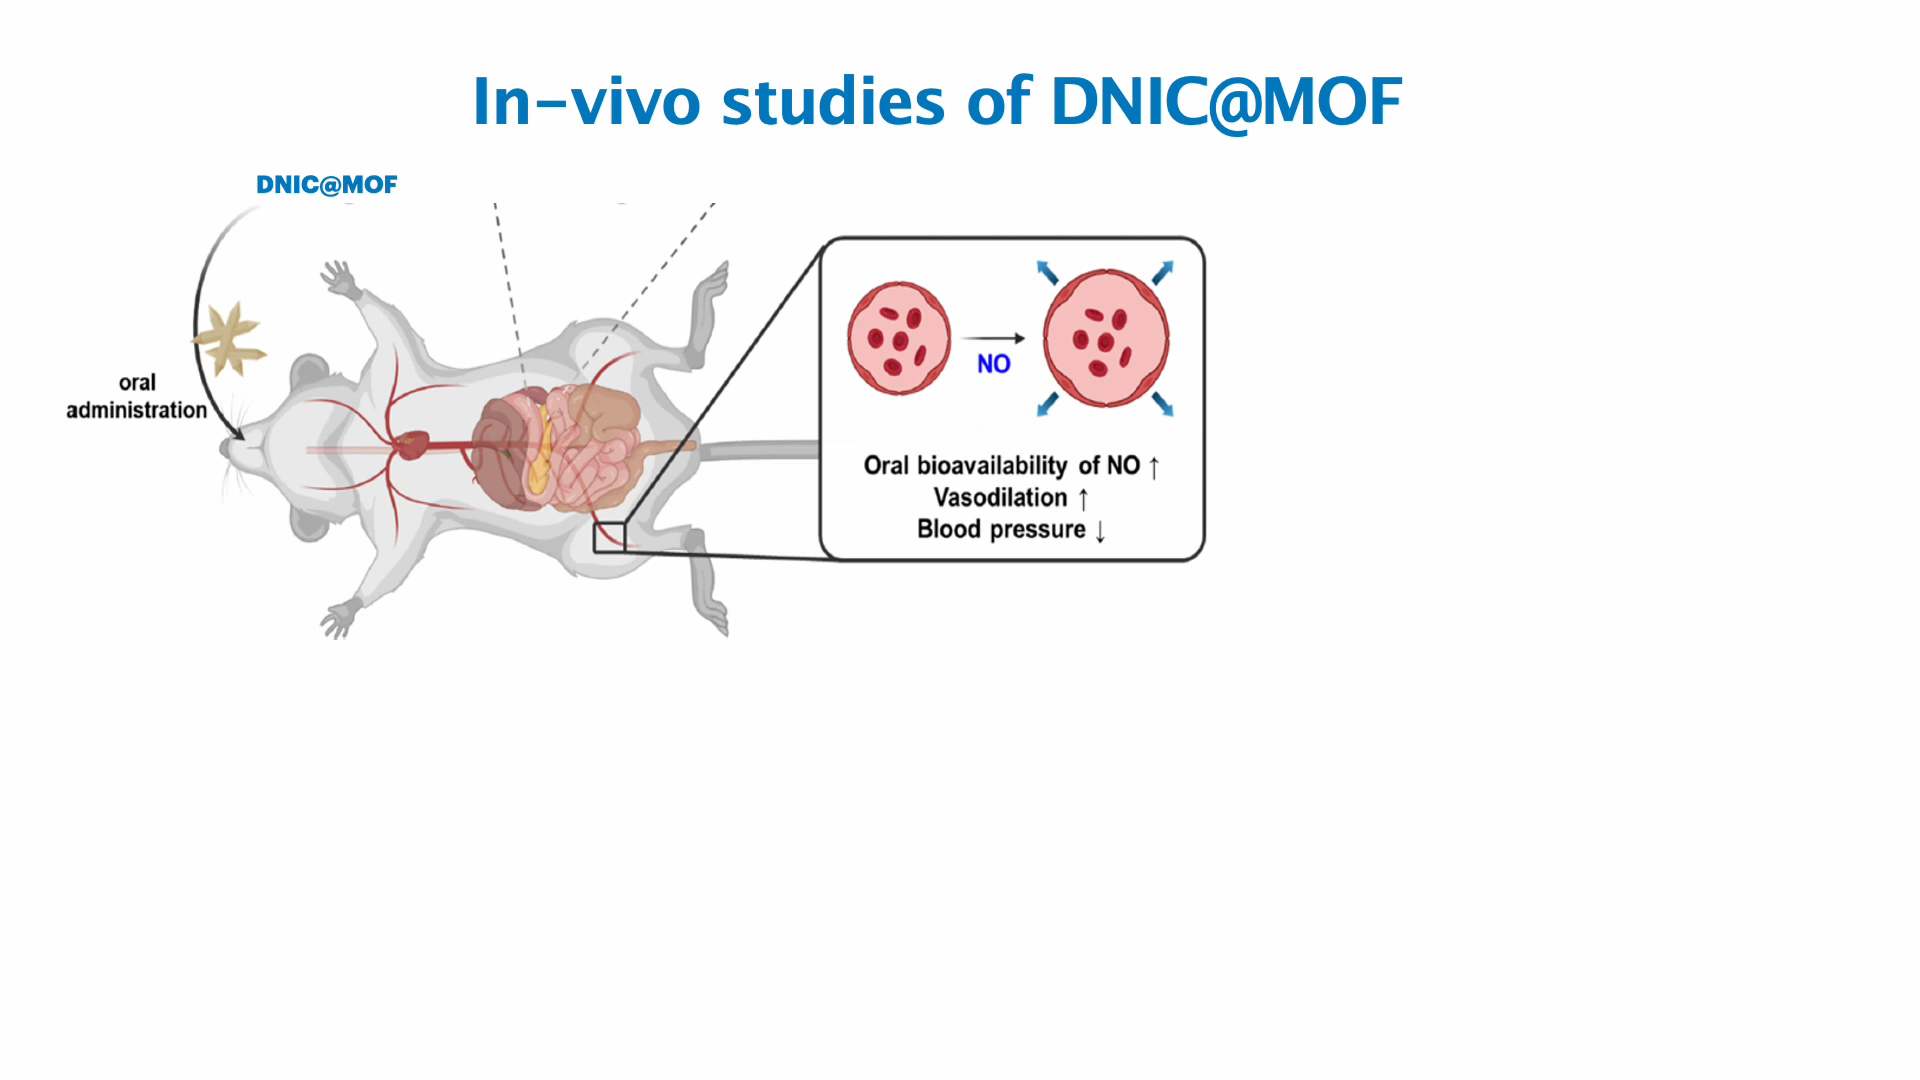 In-vivo studies of DNIC@MOF
DNIC@MOF
oral
administration
NO
Oral bioavailability of NO ↑
Vasodilation ↑
Blood pressure ↓